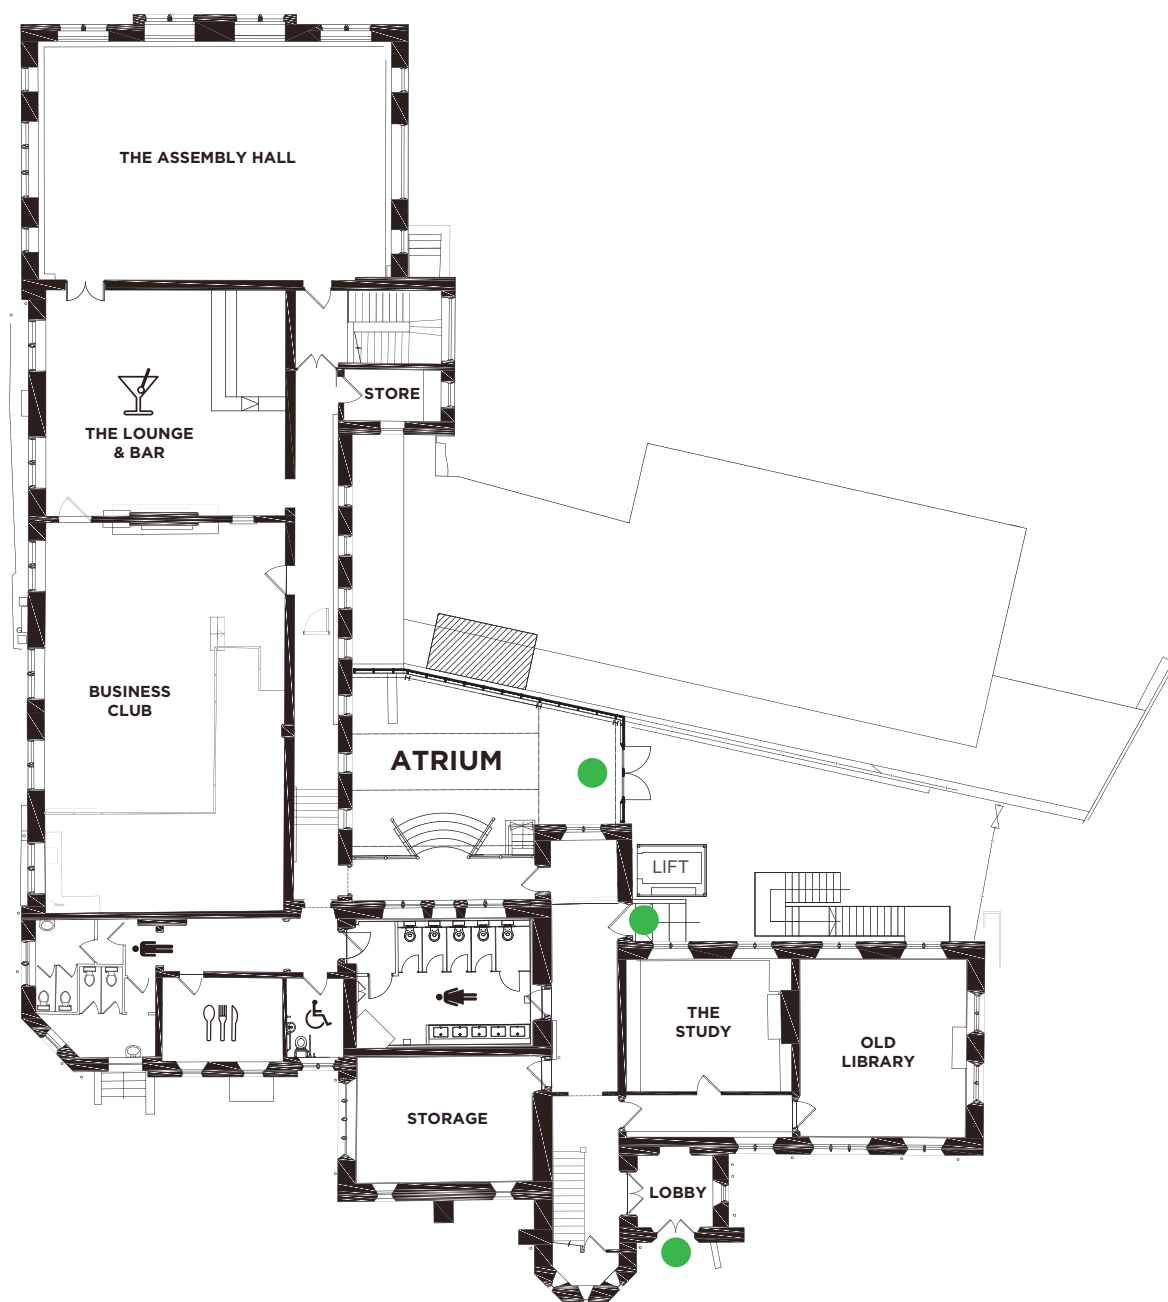 THE ASSEMBLY HALL
STORE
THE LOUNGE
& BAR
BUSINESS
CLUB
ATRIUM
LIFT
THE
STUDY
OLD
LIBRARY
STORAGE
LOBBY